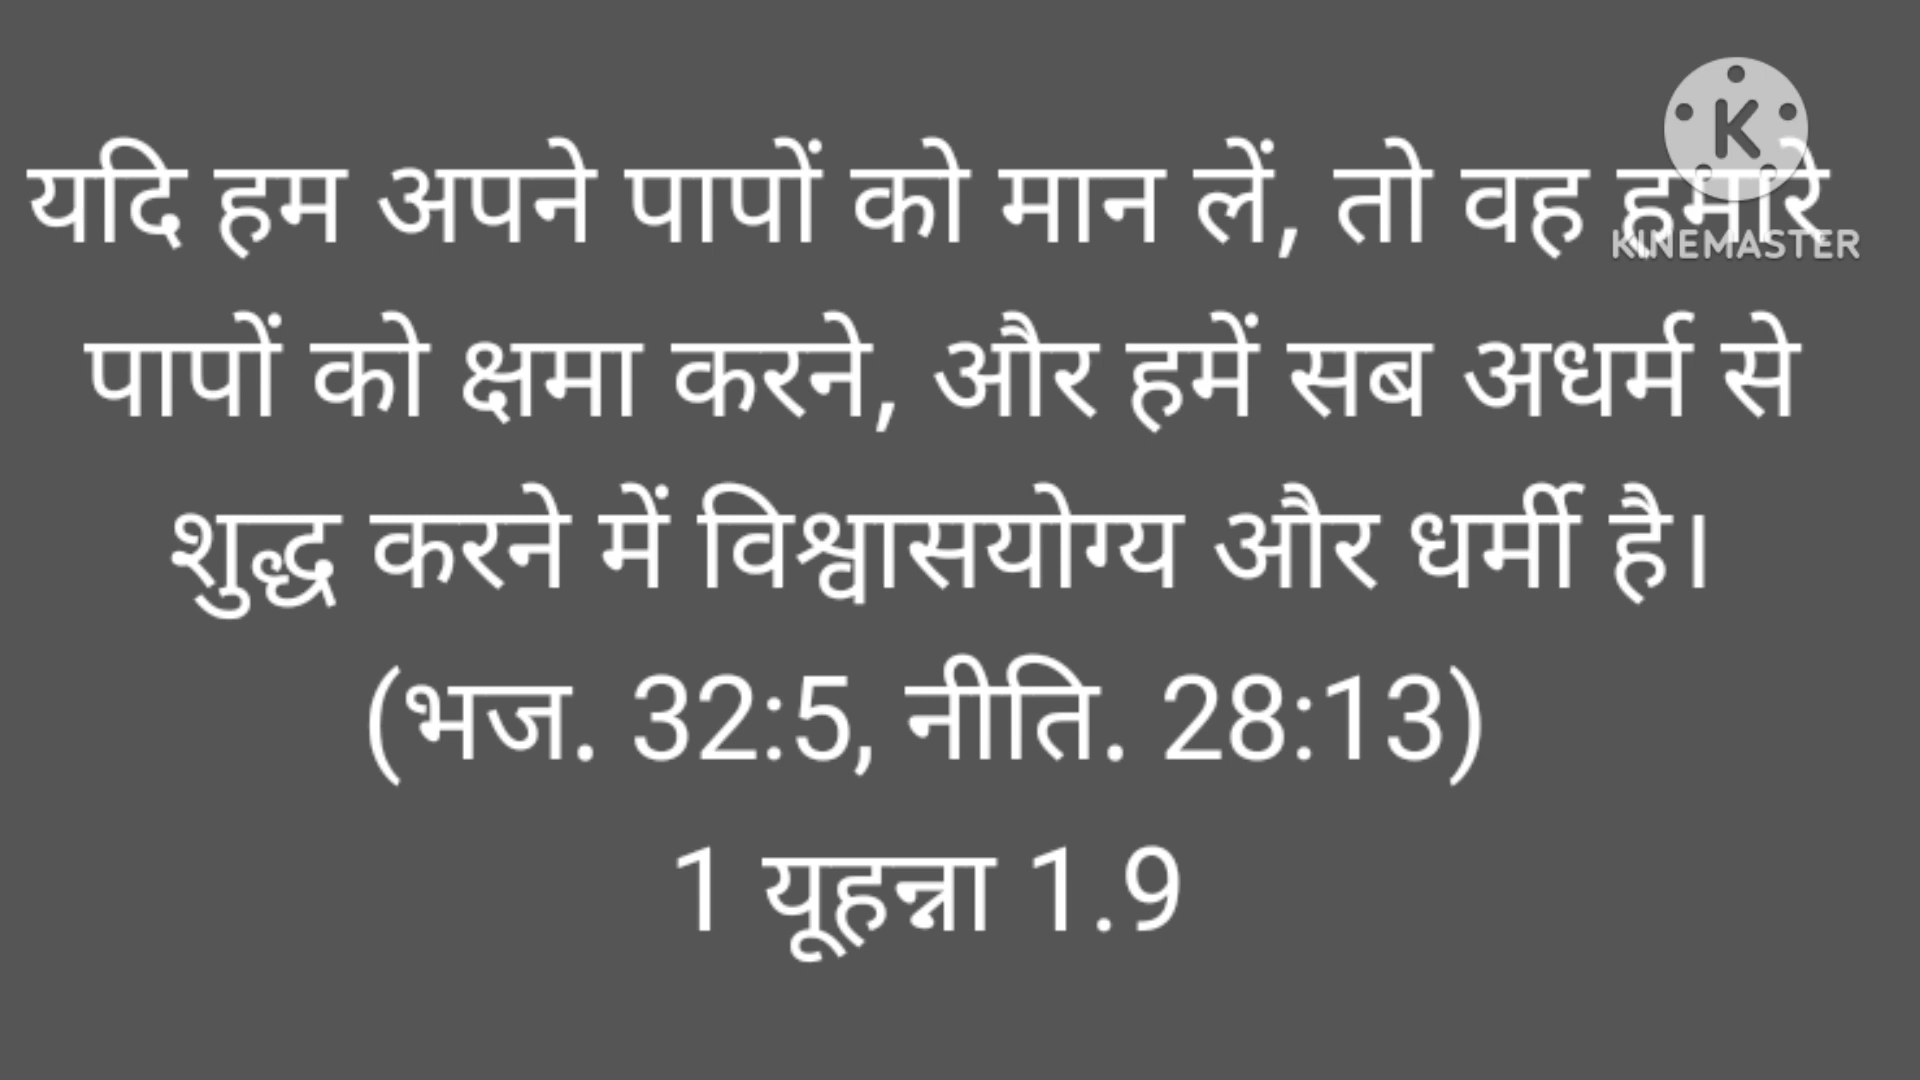 यदि हम अपने पापों को मान लें, तो वह हमारे
KINEMASTER
पापों को क्षमा करने, और हमें सब अधर्म से
शुद्ध करने में विश्वासयोग्य और धर्मी है।
(भज. 32:5, नीति. 28:13)
1 यूहन्ना 1.9